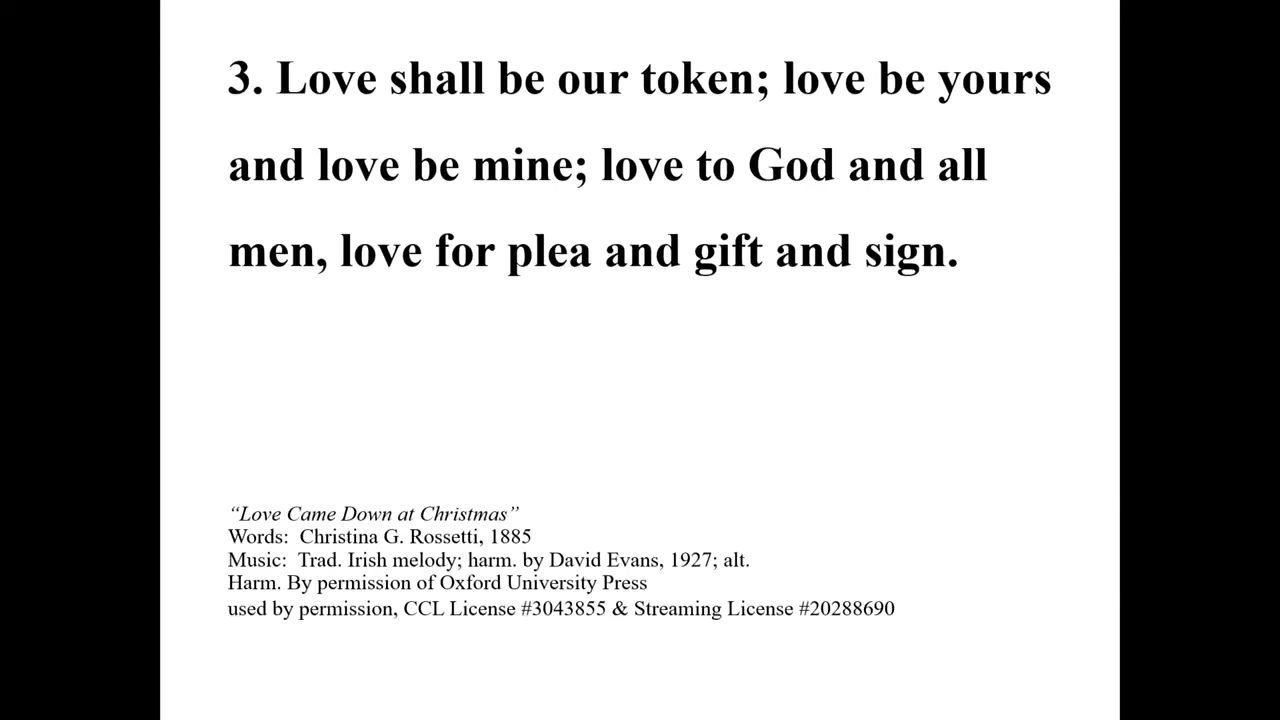 3. Love shall be our token; love be yours
and love be mine; love to God and all
men, love for plea and gift and sign.
“Love Came Down at Christmas”
Words:  Christina G. Rossetti, 1885
Music:  Trad. Irish melody; harm. by David Evans, 1927; alt.
Harm. By permission of Oxford University Press
used by permission, CCL License #3043855 & Streaming License #20288690